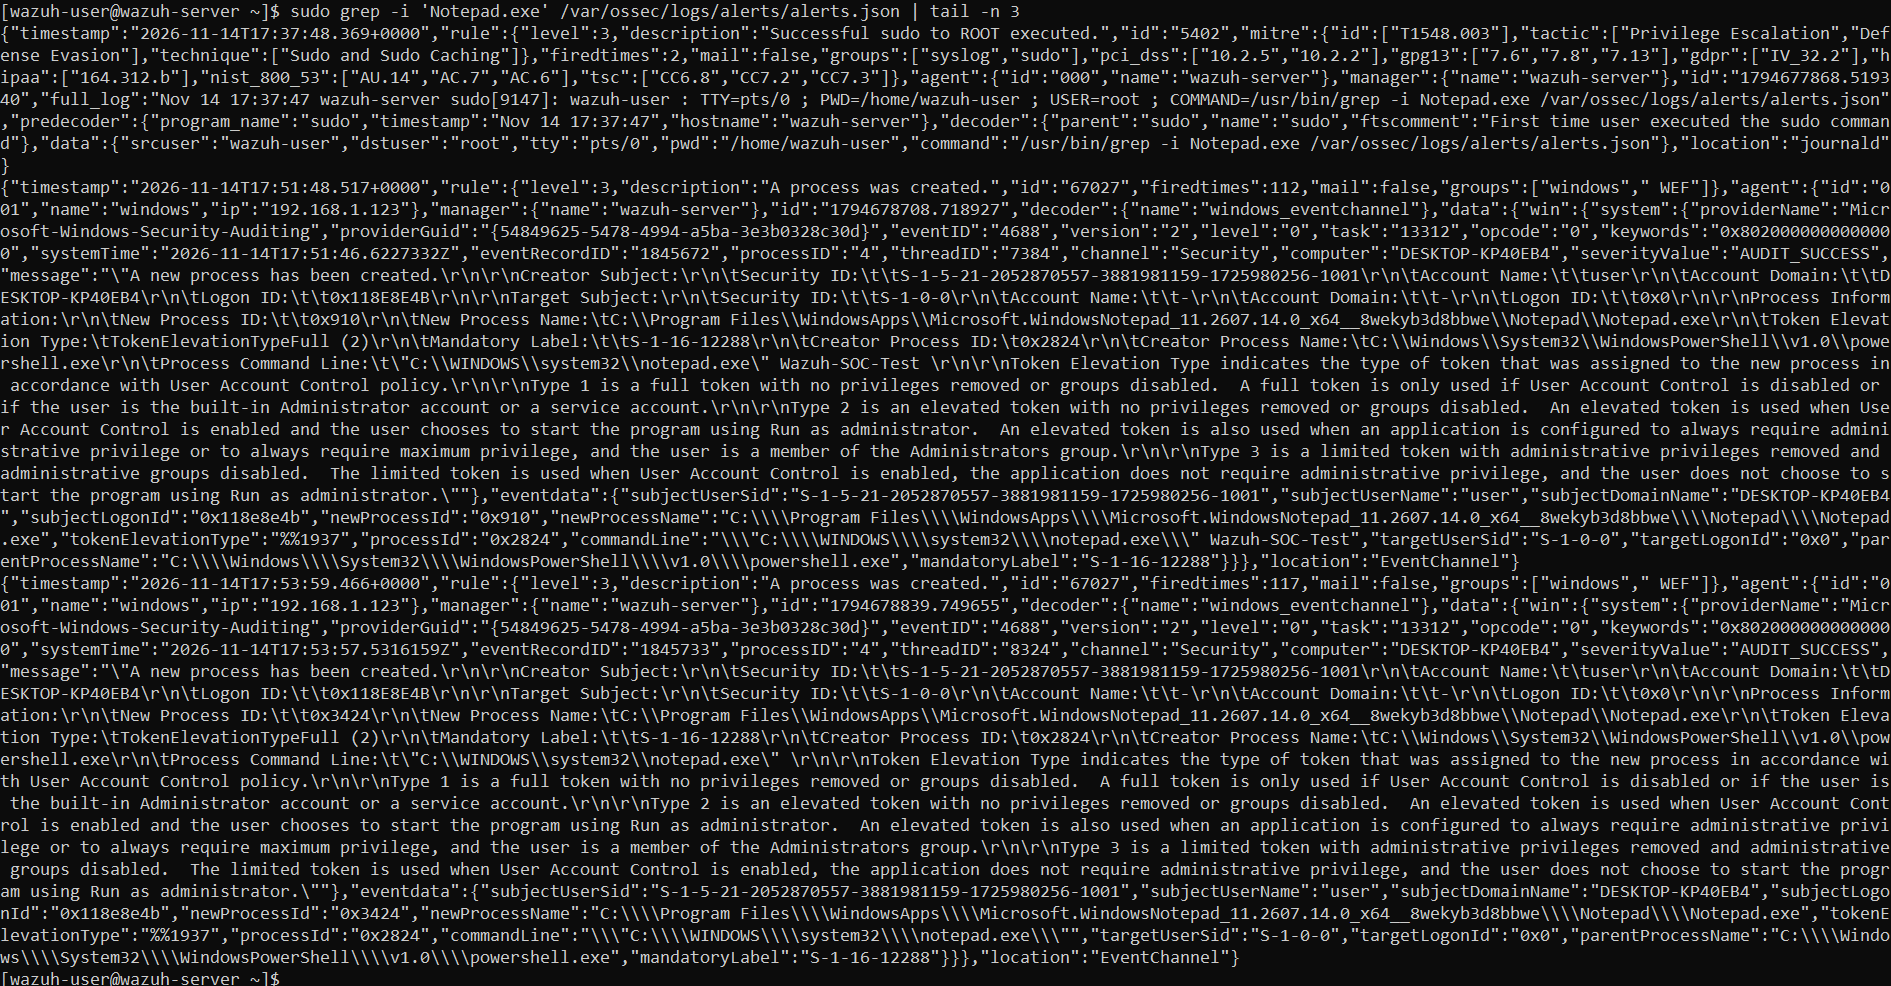 [wazuh-user@wazuh-server ~]$ sudo grep -i 'Notepad.exe' /var/ossec/logs/alerts/alerts.json | tail -n 3
{"timestamp":"2026-11-14T17:37:48.369+0000","rule":{"level":3,"description":"Successful sudo to ROOT executed.","id":"5402","mitre":{"id":["T1548.003"],"tactic":["Privilege Escalation","Def
ense Evasion"],"technique":["Sudo and Sudo Caching"]},"firedtimes":2,"mail":false,"groups":["syslog","sudo"],"pci_dss":["10.2.5","10.2.2"],"gpg13":["7.6","7.8","7.13"],"gdpr":["IV_32.2"],"h
ipaa":["164.312.b"],"nist_800_53":["AU.14","AC.7","AC.6"],"tsc":["CC6.8","CC7.2","CC7.3"]},"agent":{"id":"000","name":"wazuh-server"},"manager":{"name":"wazuh-server"},"id":"1794677868.5193
40","full_log":"Nov 14 17:37:47 wazuh-server sudo[9147]: wazuh-user : TTY=pts/0 ; PWD=/home/wazuh-user ; USER=root ; COMMAND=/usr/bin/grep -i Notepad.exe /var/ossec/logs/alerts/alerts.json"
,"predecoder":{"program_name":"sudo","timestamp":"Nov 14 17:37:47","hostname":"wazuh-server"},"decoder":{"parent":"sudo","name":"sudo","ftscomment":"First time user executed the sudo comman
d"},"data":{"srcuser":"wazuh-user","dstuser":"root","tty":"pts/0","pwd":"/home/wazuh-user","command":"/usr/bin/grep -i Notepad.exe /var/ossec/logs/alerts/alerts.json"},"location":"journald"
}
{"timestamp":"2026-11-14T17:51:48.517+0000","rule":{"level":3,"description":"A process was created.","id":"67027","firedtimes":112,"mail":false,"groups":["windows"," WEF"]},"agent":{"id":"0
01","name":"windows","ip":"192.168.1.123"},"manager":{"name":"wazuh-server"},"id":"1794678708.718927","decoder":{"name":"windows_eventchannel"},"data":{"win":{"system":{"providerName":"Micr
osoft-Windows-Security-Auditing","providerGuid":"{54849625-5478-4994-a5ba-3e3b0328c30d}","eventID":"4688","version":"2","level":"0","task":"13312","opcode":"0","keywords":"0x802000000000000
0","systemTime":"2026-11-14T17:51:46.6227332Z","eventRecordID":"1845672","processID":"4","threadID":"7384","channel":"Security","computer":"DESKTOP-KP40EB4","severityValue":"AUDIT_SUCCESS",
"message":"\"A new process has been created.\r\n\r\nCreator Subject:\r\n\tSecurity ID:\t\tS-1-5-21-2052870557-3881981159-1725980256-1001\r\n\tAccount Name:\t\tuser\r\n\tAccount Domain:\t\tD
ESKTOP-KP40EB4\r\n\tLogon ID:\t\t0x118E8E4B\r\n\r\nTarget Subject:\r\n\tSecurity ID:\t\tS-1-0-0\r\n\tAccount Name:\t\t-\r\n\tAccount Domain:\t\t-\r\n\tLogon ID:\t\t0x0\r\n\r\nProcess Inform
ation:\r\n\tNew Process ID:\t\t0x910\r\n\tNew Process Name:\tC:\\Program Files\\WindowsApps\\Microsoft.WindowsNotepad_11.2607.14.0_x64__8wekyb3d8bbwe\\Notepad\\Notepad.exe\r\n\tToken Elevat
ion Type:\tTokenElevationTypeFull (2)\r\n\tMandatory Label:\t\tS-1-16-12288\r\n\tCreator Process ID:\t0x2824\r\n\tCreator Process Name:\tC:\\Windows\\System32\\WindowsPowerShell\\v1.0\\powe
rshell.exe\r\n\tProcess Command Line:\t\"C:\\WINDOWS\\system32\\notepad.exe\" Wazuh-SOC-Test \r\n\r\nToken Elevation Type indicates the type of token that was assigned to the new process in
 accordance with User Account Control policy.\r\n\r\nType 1 is a full token with no privileges removed or groups disabled.  A full token is only used if User Account Control is disabled or
if the user is the built-in Administrator account or a service account.\r\n\r\nType 2 is an elevated token with no privileges removed or groups disabled.  An elevated token is used when Use
r Account Control is enabled and the user chooses to start the program using Run as administrator.  An elevated token is also used when an application is configured to always require admini
strative privilege or to always require maximum privilege, and the user is a member of the Administrators group.\r\n\r\nType 3 is a limited token with administrative privileges removed and
administrative groups disabled.  The limited token is used when User Account Control is enabled, the application does not require administrative privilege, and the user does not choose to s
tart the program using Run as administrator.\""},"eventdata":{"subjectUserSid":"S-1-5-21-2052870557-3881981159-1725980256-1001","subjectUserName":"user","subjectDomainName":"DESKTOP-KP40EB4
","subjectLogonId":"0x118e8e4b","newProcessId":"0x910","newProcessName":"C:\\\\Program Files\\\\WindowsApps\\\\Microsoft.WindowsNotepad_11.2607.14.0_x64__8wekyb3d8bbwe\\\\Notepad\\\\Notepad
.exe","tokenElevationType":"%%1937","processId":"0x2824","commandLine":"\\\"C:\\\\WINDOWS\\\\system32\\\\notepad.exe\\\" Wazuh-SOC-Test","targetUserSid":"S-1-0-0","targetLogonId":"0x0","par
entProcessName":"C:\\\\Windows\\\\System32\\\\WindowsPowerShell\\\\v1.0\\\\powershell.exe","mandatoryLabel":"S-1-16-12288"}}},"location":"EventChannel"}
{"timestamp":"2026-11-14T17:53:59.466+0000","rule":{"level":3,"description":"A process was created.","id":"67027","firedtimes":117,"mail":false,"groups":["windows"," WEF"]},"agent":{"id":"0
01","name":"windows","ip":"192.168.1.123"},"manager":{"name":"wazuh-server"},"id":"1794678839.749655","decoder":{"name":"windows_eventchannel"},"data":{"win":{"system":{"providerName":"Micr
osoft-Windows-Security-Auditing","providerGuid":"{54849625-5478-4994-a5ba-3e3b0328c30d}","eventID":"4688","version":"2","level":"0","task":"13312","opcode":"0","keywords":"0x802000000000000
0","systemTime":"2026-11-14T17:53:57.5316159Z","eventRecordID":"1845733","processID":"4","threadID":"8324","channel":"Security","computer":"DESKTOP-KP40EB4","severityValue":"AUDIT_SUCCESS",
"message":"\"A new process has been created.\r\n\r\nCreator Subject:\r\n\tSecurity ID:\t\tS-1-5-21-2052870557-3881981159-1725980256-1001\r\n\tAccount Name:\t\tuser\r\n\tAccount Domain:\t\tD
ESKTOP-KP40EB4\r\n\tLogon ID:\t\t0x118E8E4B\r\n\r\nTarget Subject:\r\n\tSecurity ID:\t\tS-1-0-0\r\n\tAccount Name:\t\t-\r\n\tAccount Domain:\t\t-\r\n\tLogon ID:\t\t0x0\r\n\r\nProcess Inform
ation:\r\n\tNew Process ID:\t\t0x3424\r\n\tNew Process Name:\tC:\\Program Files\\WindowsApps\\Microsoft.WindowsNotepad_11.2607.14.0_x64__8wekyb3d8bbwe\\Notepad\\Notepad.exe\r\n\tToken Eleva
tion Type:\tTokenElevationTypeFull (2)\r\n\tMandatory Label:\t\tS-1-16-12288\r\n\tCreator Process ID:\t0x2824\r\n\tCreator Process Name:\tC:\\Windows\\System32\\WindowsPowerShell\\v1.0\\pow
ershell.exe\r\n\tProcess Command Line:\t\"C:\\WINDOWS\\system32\\notepad.exe\" \r\n\r\nToken Elevation Type indicates the type of token that was assigned to the new process in accordance wi
th User Account Control policy.\r\n\r\nType 1 is a full token with no privileges removed or groups disabled.  A full token is only used if User Account Control is disabled or if the user is
 the built-in Administrator account or a service account.\r\n\r\nType 2 is an elevated token with no privileges removed or groups disabled.  An elevated token is used when User Account Cont
rol is enabled and the user chooses to start the program using Run as administrator.  An elevated token is also used when an application is configured to always require administrative privi
lege or to always require maximum privilege, and the user is a member of the Administrators group.\r\n\r\nType 3 is a limited token with administrative privileges removed and administrative
 groups disabled.  The limited token is used when User Account Control is enabled, the application does not require administrative privilege, and the user does not choose to start the progr
am using Run as administrator.\""},"eventdata":{"subjectUserSid":"S-1-5-21-2052870557-3881981159-1725980256-1001","subjectUserName":"user","subjectDomainName":"DESKTOP-KP40EB4","subjectLogo
nId":"0x118e8e4b","newProcessId":"0x3424","newProcessName":"C:\\\\Program Files\\\\WindowsApps\\\\Microsoft.WindowsNotepad_11.2607.14.0_x64__8wekyb3d8bbwe\\\\Notepad\\\\Notepad.exe","tokenE
levationType":"%%1937","processId":"0x2824","commandLine":"\\\"C:\\\\WINDOWS\\\\system32\\\\notepad.exe\\\"","targetUserSid":"S-1-0-0","targetLogonId":"0x0","parentProcessName":"C:\\\\Windo
ws\\\\System32\\\\WindowsPowerShell\\\\v1.0\\\\powershell.exe","mandatoryLabel":"S-1-16-12288"}}},"location":"EventChannel"}
[wazuh-user@wazuh-server ~]$